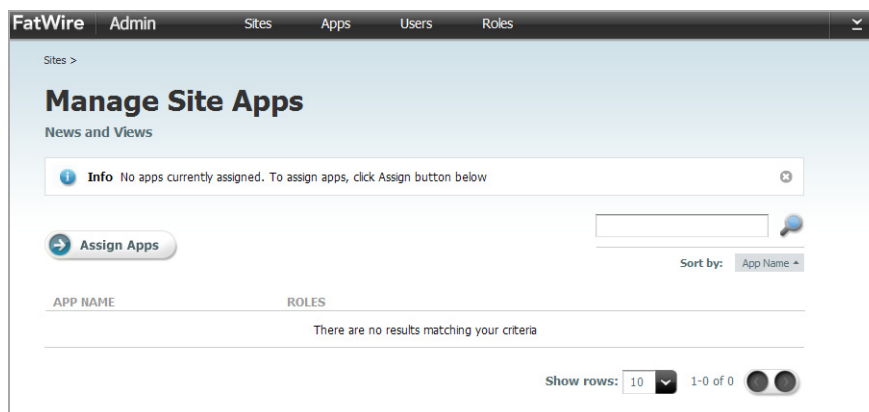 FatWire Admin Sites Apps Users Roles
Sites >
Manage Site Apps
News and Views
Info No apps currently assigned. To assign apps, click Assign button below
Assign Apps
Sort by: App Name
APP NAME ROLES
There are no results matching your criteria
Show rows: 10 1-0 of 0